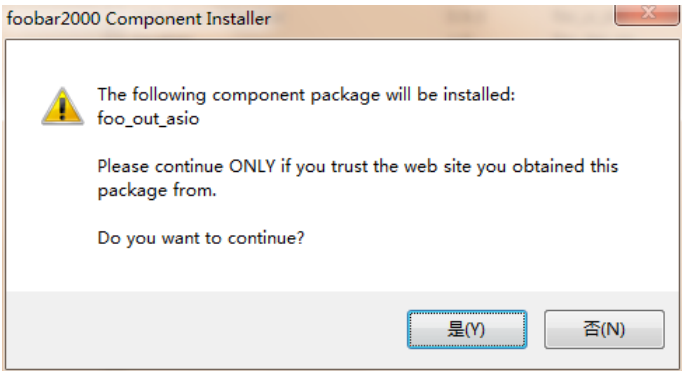 foobar2000 Component Installer
The following component package will be installed:
foo_out_asio
Please continue ONLY if you trust the web site you obtained this
package from.
Do you want to continue?
是(Y)
否(N)